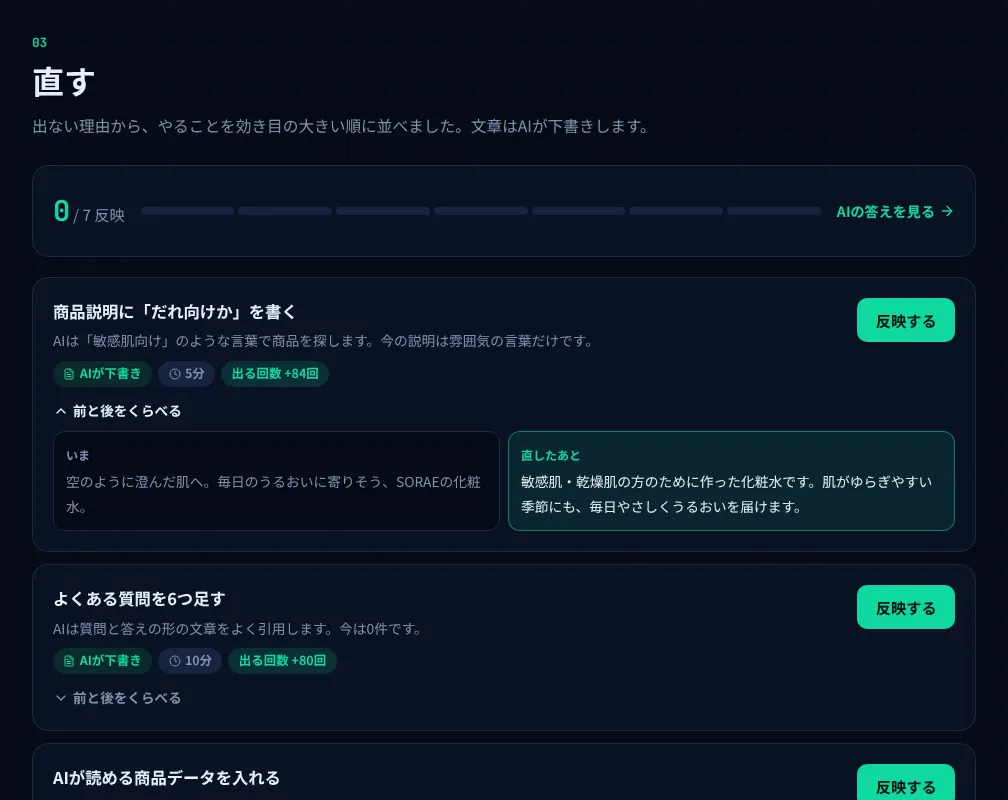 03
直す
出ない理由から、やることを効き目の大きい順に並べました。文章はAIが下書きします。
0 / 7 反映
AIの答えを見る →
商品説明に「だれ向けか」を書く
反映する
AIは「敏感肌向け」のような言葉で商品を探します。今の説明は雰囲気の言葉だけです。
AIが下書き 5分 出る回数 +84回
前と後をくらべる
いま
空のように澄んだ肌へ。毎日のうるおいに寄りそう、SORAEの化粧
水。
直したあと
敏感肌・乾燥肌の方のために作った化粧水です。肌がゆらぎやすい
季節にも、毎日やさしくうるおいを届けます。
よくある質問を6つ足す
反映する
AIは質問と答えの形の文章をよく引用します。今は0件です。
AIが下書き 10分 出る回数 +80回
前と後をくらべる
AIが読める商品データを入れる
反映する